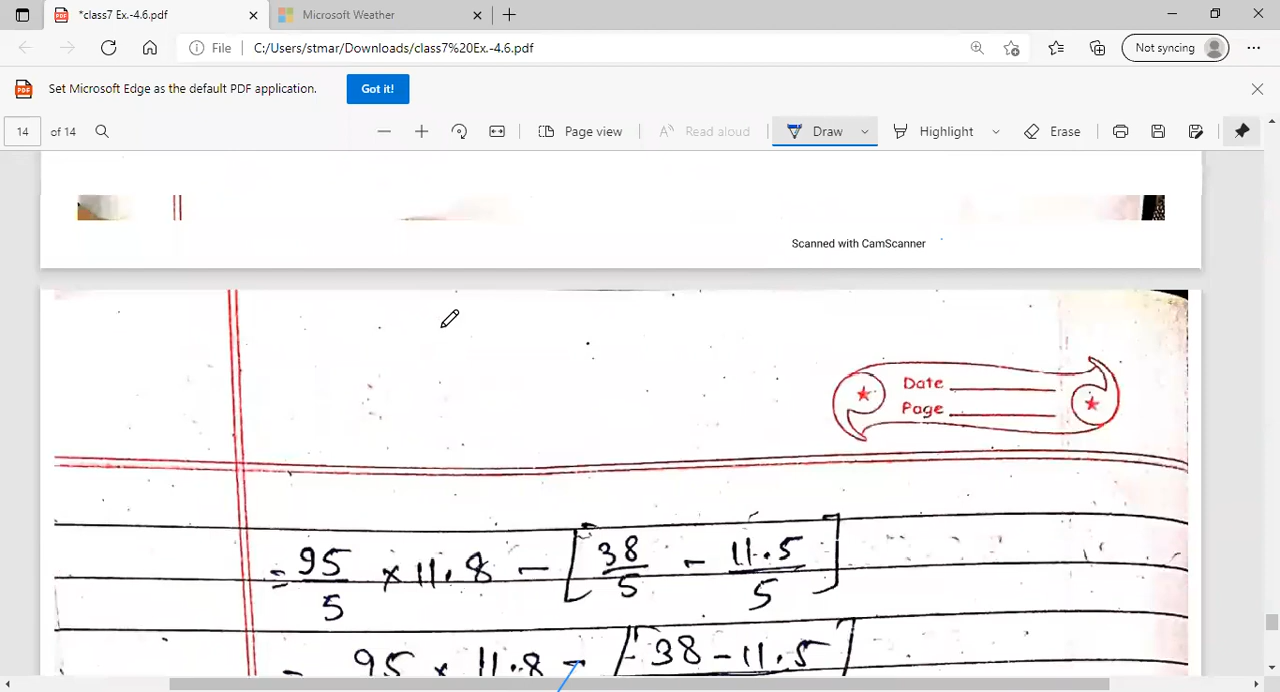 *class7 Ex.-4.6.pdf
Microsoft Weather
File
C:/Users/stmar/Downloads/class7%20Ex.-4.6.pdf
Not syncing
Set Microsoft Edge as the default PDF application.
Got it!
14 of 14
Page view
Read aloud
Draw
Highlight
Erase
Scanned with CamScanner
Date
Page
= 95/5 × 11.8 - [38/5 - 11.5/5]
= 95 × 11.8 - [38 - 11.5]